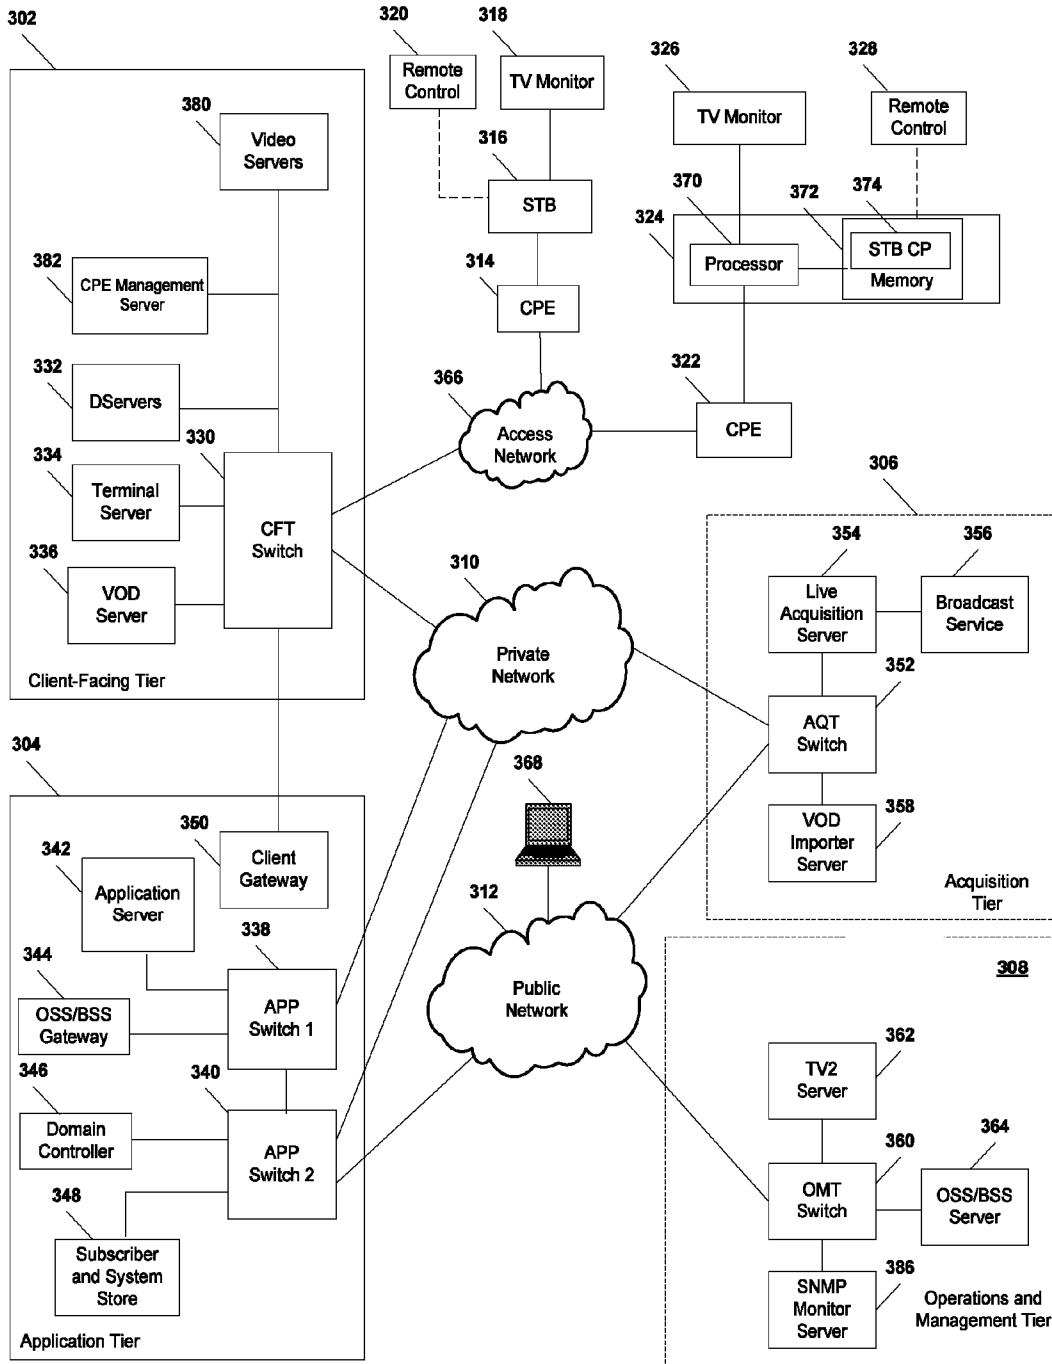 302
320
318
326
328
Remote
Control
TV Monitor
TV Monitor
Remote
Control
380
Video
Servers
316
STB
370
372
374
324
Processor
STB CP
Memory
382
CPE Management
Server
314
CPE
332
DServers
366
322
Access
Network
CPE
330
334
Terminal
Server
CFT
Switch
306
336
VOD
Server
310
354
356
Live
Acquisition
Server
Broadcast
Service
Private
Network
352
Client-Facing Tier
AQT
Switch
304
368
350
358
VOD
Importer
Server
342
Client
Gateway
Application
Server
312
Acquisition
Tier
338
344
308
Public
Network
OSS/BSS
Gateway
APP
Switch 1
362
346
340
TV2
Server
Domain
Controller
APP
Switch 2
360
364
348
OMT
Switch
OSS/BSS
Server
Subscriber
and System
Store
386
SNMP
Monitor
Server
Operations and
Management Tier
Application Tier